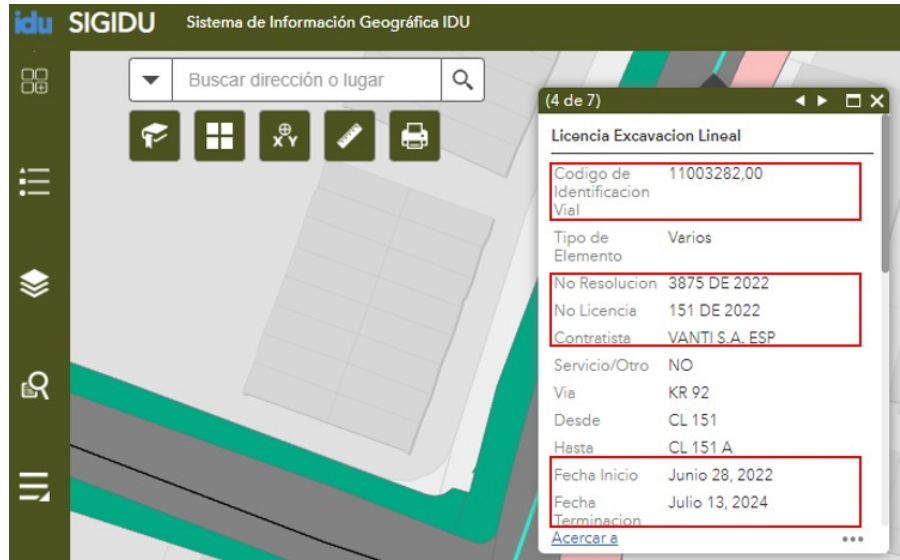 idu SIGIDU Sistema de Información Geográfica IDU
Buscar dirección o lugar
XY
(4 de 7)
Licencia Excavacion Lineal
Codigo de Identificacion Vial 11003282,00
Tipo de Elemento Varios
No Resolucion 3875 DE 2022
No Licencia 151 DE 2022
Contratista VANTI S.A. ESP
Servicio/Otro NO
Via KR 92
Desde CL 151
Hasta CL 151 A
Fecha Inicio Junio 28, 2022
Fecha Terminacion Julio 13, 2024
Acercar a